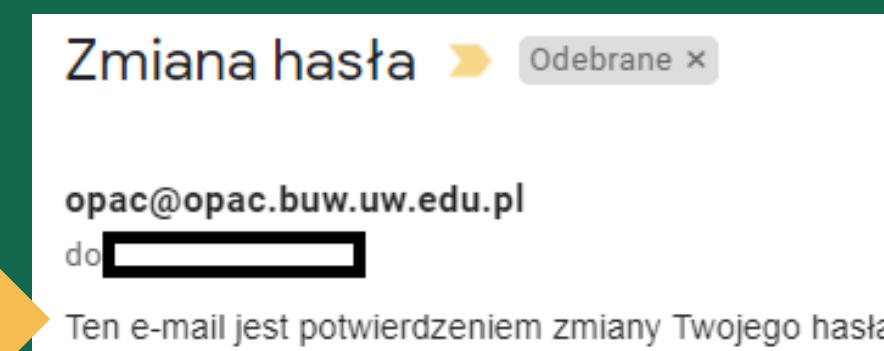 Zmiana hasła
Odebrane ×
opac@opac.buw.uw.edu.pl
do
Ten e-mail jest potwierdzeniem zmiany Twojego hasła